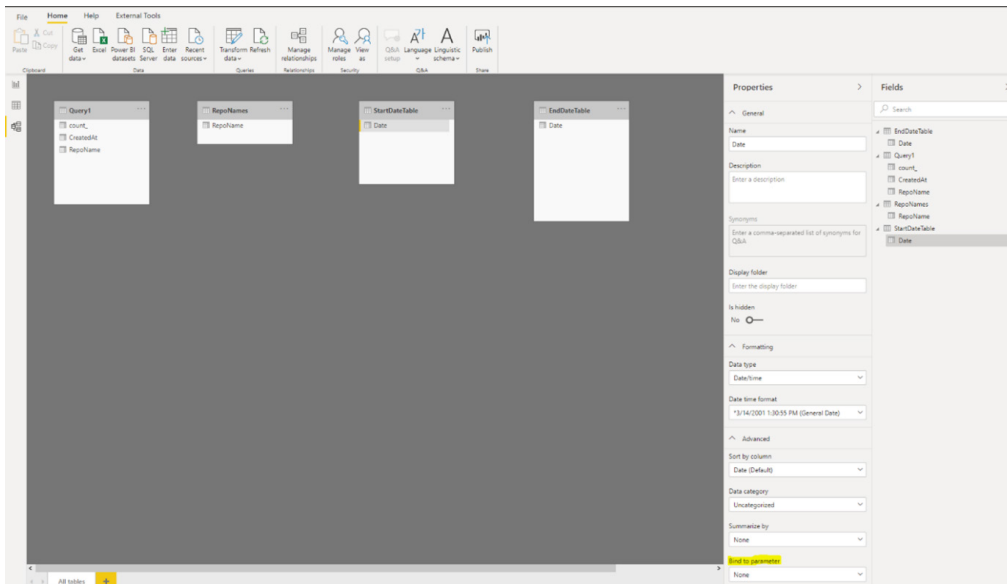 File Home Help External Tools
Cut
Copy
Paste
Get data
Excel
Power BI datasets
SQL Server
Enter data
Recent sources
Transform data
Refresh
Manage relationships
Manage roles
View as
Q&A setup
Language
Linguistic schema
Publish
Clipboard
Data
Queries
Relationships
Security
Q&A
Share
Query1
count_
CreatedAt
RepoName
RepoNames
RepoName
StartDateTable
Date
EndDateTable
Date
All tables
Properties
General
Name
Date
Description
Enter a description
Synonyms
Enter a comma-separated list of synonyms for
Q&A
Display folder
Enter the display folder
Is hidden
No
Formatting
Data type
Date/time
Date time format
*3/14/2001 1:30:55 PM (General Date)
Advanced
Sort by column
Date (Default)
Data category
Uncategorized
Summarize by
None
Bind to parameter
None
Fields
Search
EndDateTable
Date
Query1
count_
CreatedAt
RepoName
RepoNames
RepoName
StartDateTable
Date